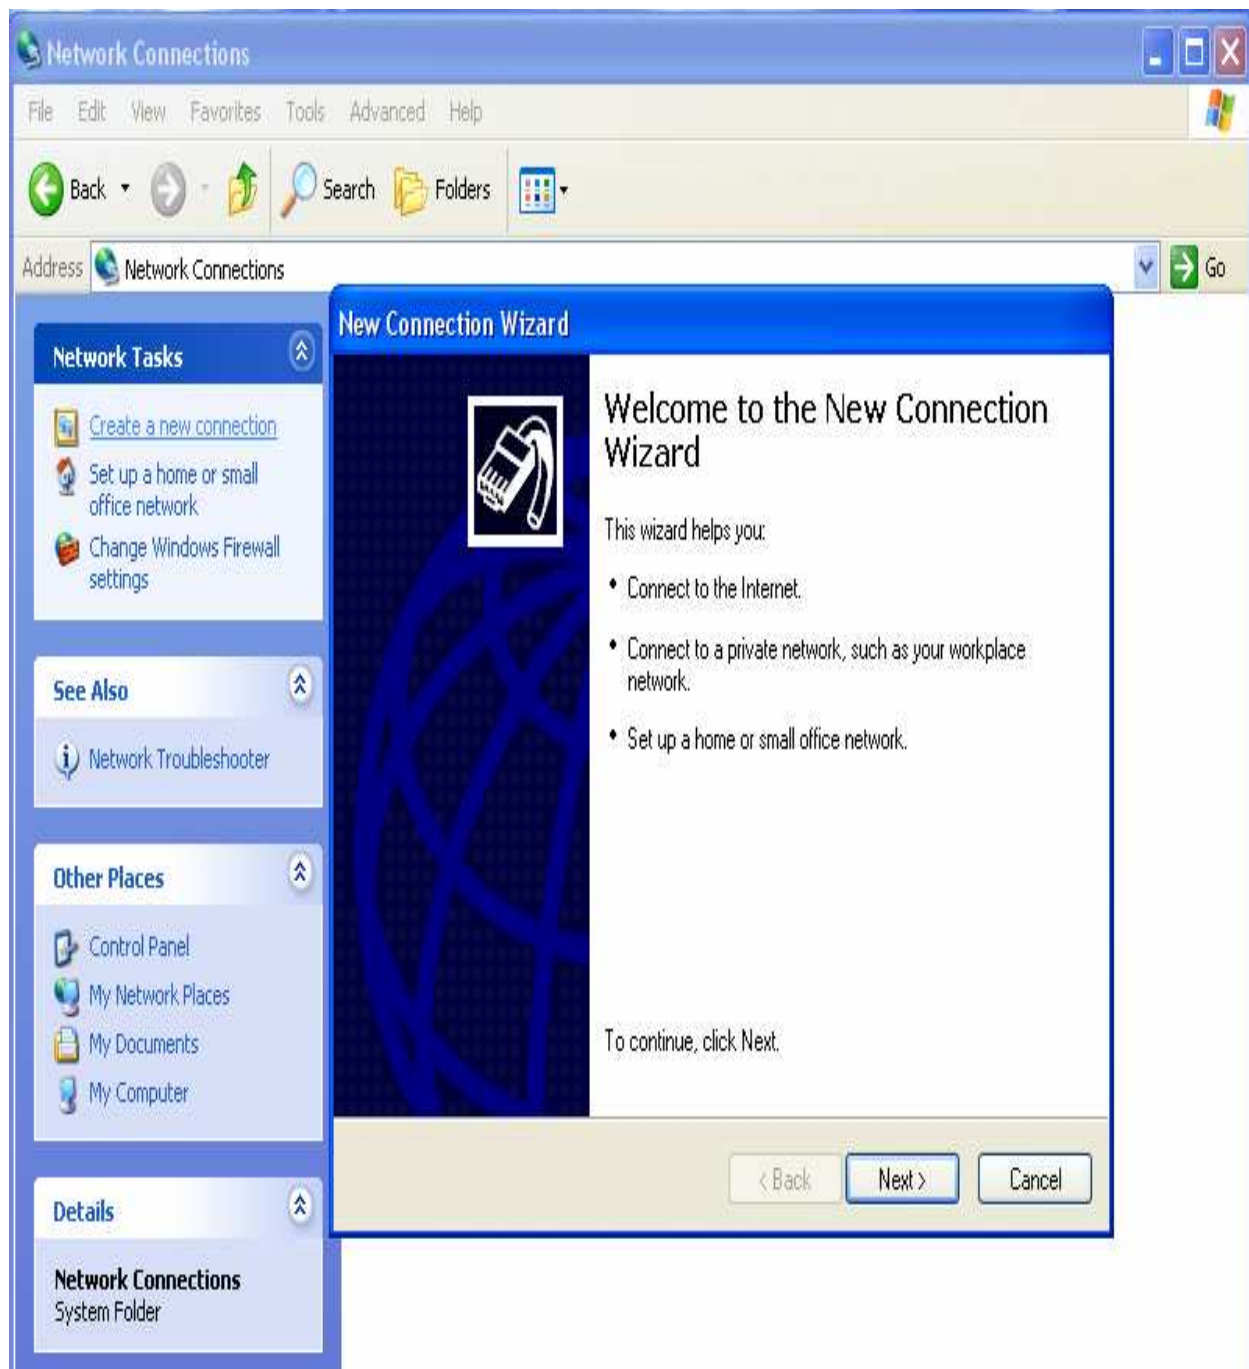 Network Connections
File Edit View Favorites Tools Advanced Help
Back Search Folders
Address Network Connections Go
Network Tasks
Create a new connection
Set up a home or small
office network
Change Windows Firewall
settings
See Also
Network Troubleshooter
Other Places
Control Panel
My Network Places
My Documents
My Computer
Details
Network Connections
System Folder
New Connection Wizard
Welcome to the New Connection
Wizard
This wizard helps you:
• Connect to the Internet.
• Connect to a private network, such as your workplace
network.
• Set up a home or small office network.
To continue, click Next.
< Back Next > Cancel